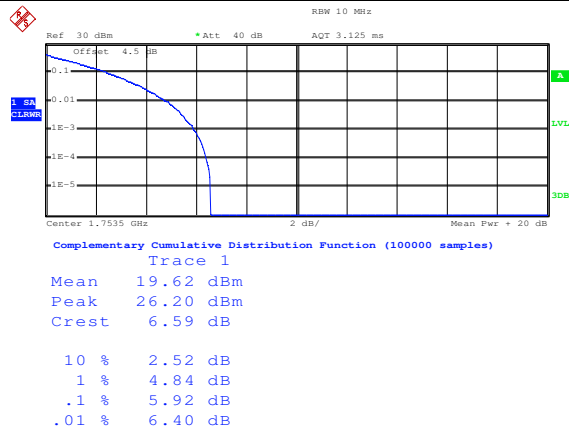 R S
RBW 10 MHz
Ref 30 dBm *Att 40 dB AQT 3.125 ms
Offset 4.5 dB
0.1
A
0.01
1 SA
CLRWR
1E-3
LVL
1E-4
1E-5
3DB
Center 1.7535 GHz 2 dB/ Mean Pwr + 20 dB
Complementary Cumulative Distribution Function (100000 samples)
Trace 1
Mean 19.62 dBm
Peak 26.20 dBm
Crest 6.59 dB
10 % 2.52 dB
1 % 4.84 dB
.1 % 5.92 dB
.01 % 6.40 dB